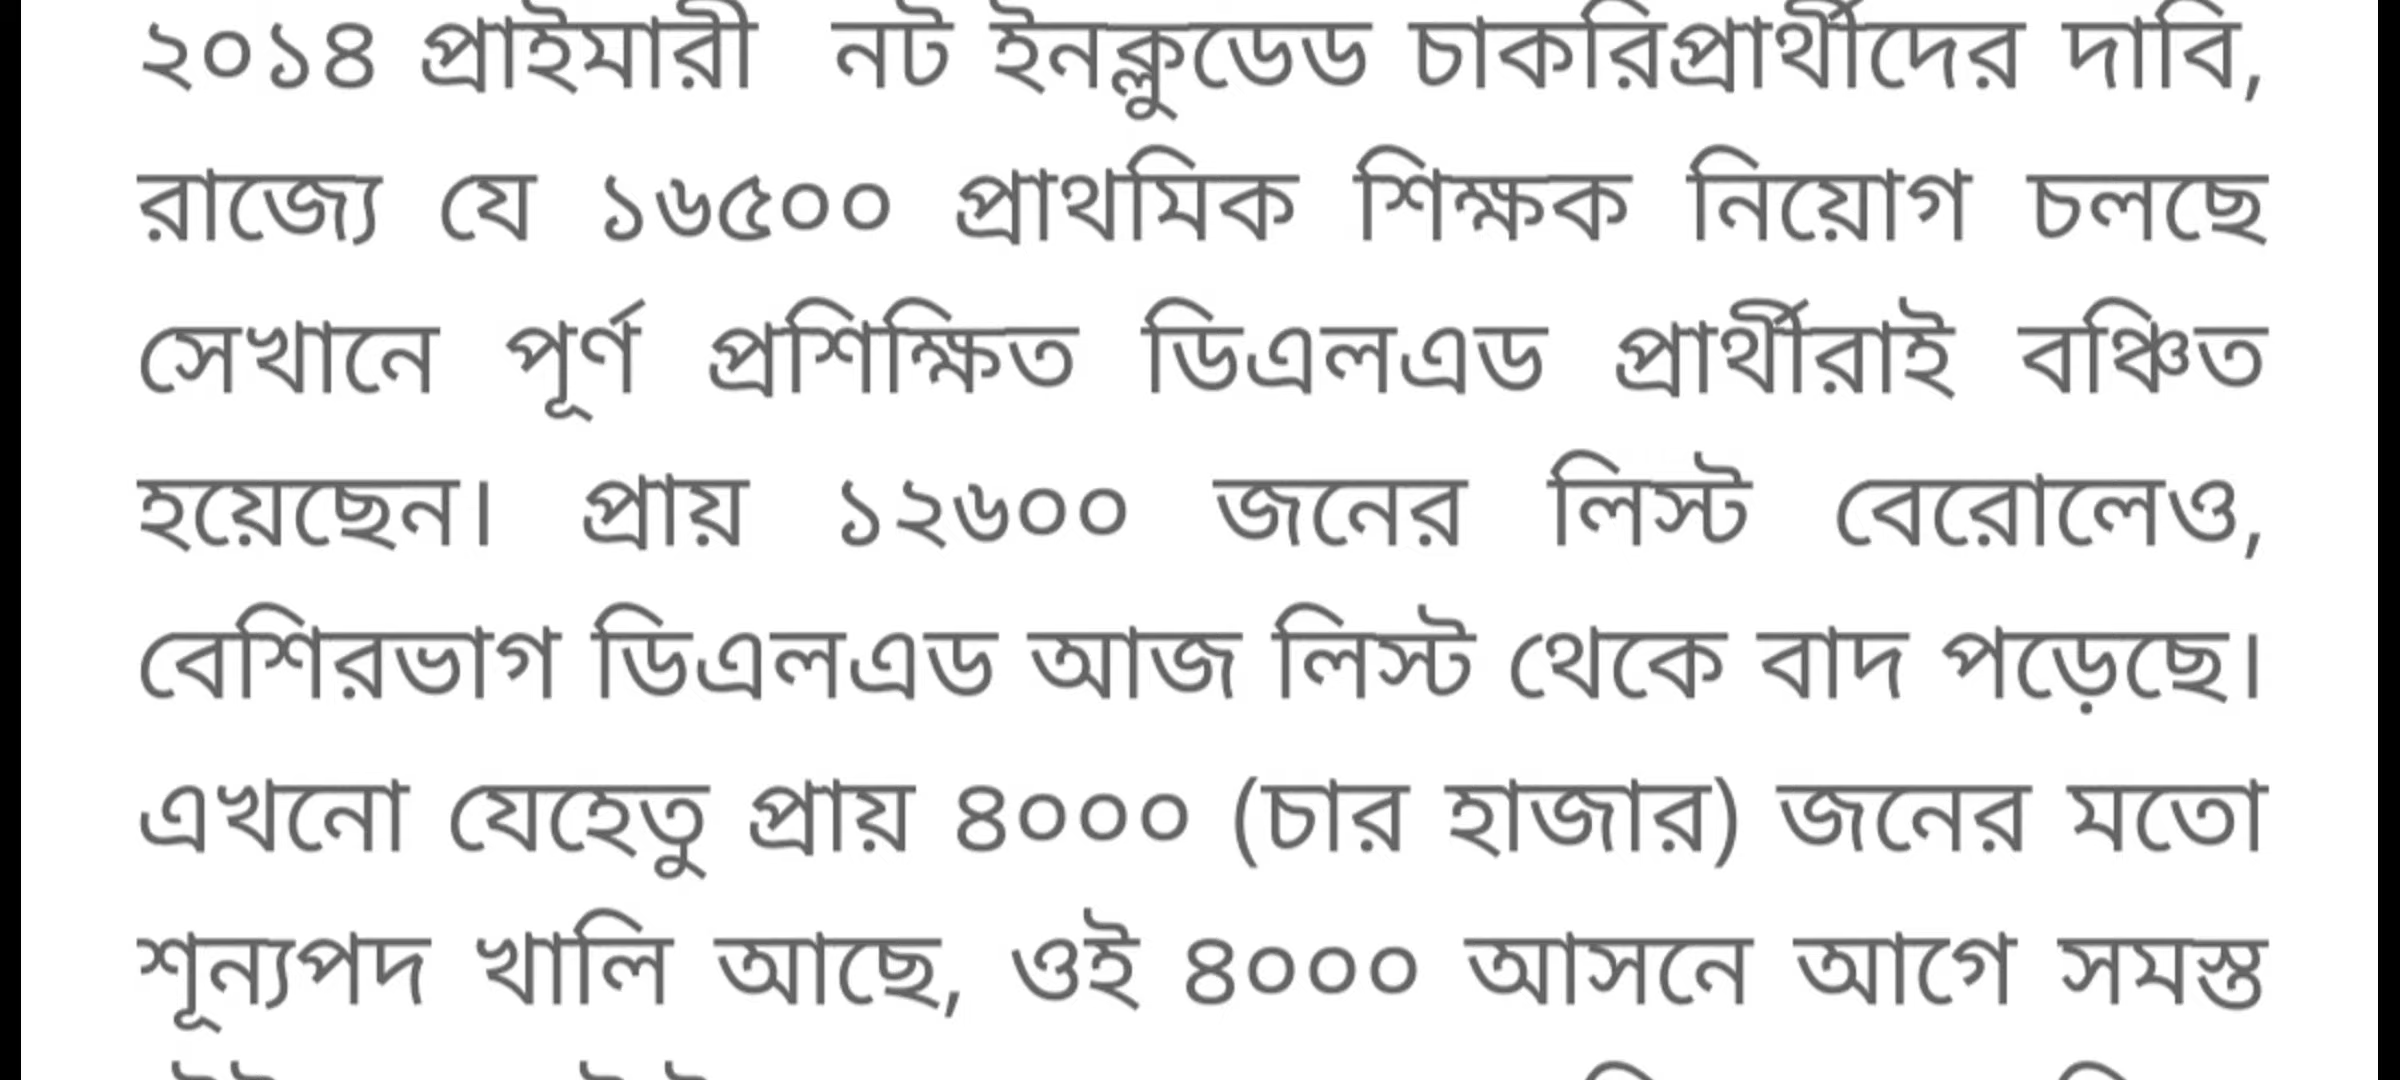 ২০১৪ প্রাইমারী নট ইনক্লুডেড চাকরিপ্রার্থীদের দাবি,
রাজ্যে যে ১৬৫০০ প্রাথমিক শিক্ষক নিয়োগ চলছে
সেখানে পূর্ণ প্রশিক্ষিত ডিএলএড প্রার্থীরাই বঞ্চিত
হয়েছেন। প্রায় ১২৬০০ জনের লিস্ট বেরোলেও,
বেশিরভাগ ডিএলএড আজ লিস্ট থেকে বাদ পড়েছে।
এখনো যেহেতু প্রায় ৪০০০ (চার হাজার) জনের মতো
শূন্যপদ খালি আছে, ওই ৪০০০ আসনে আগে সমস্ত